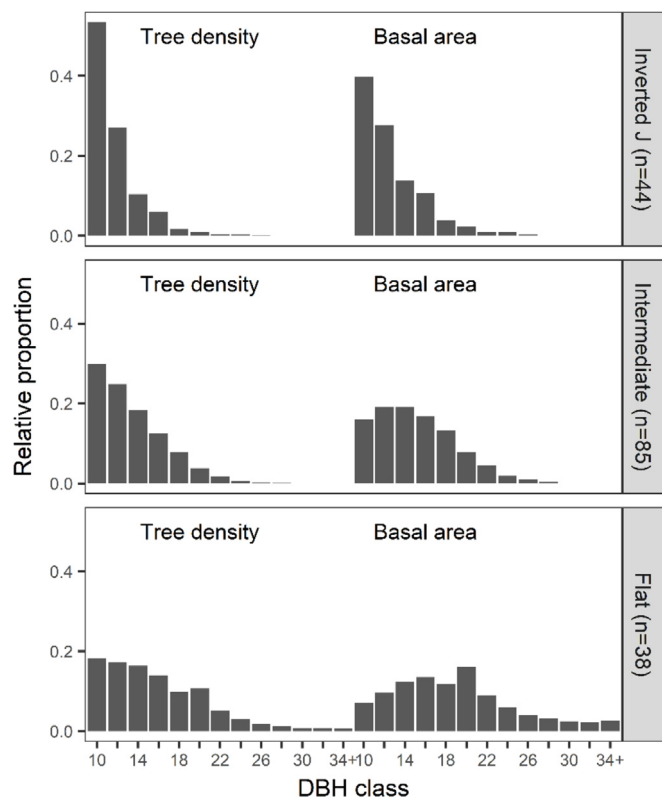 Tree density Basal area
0.4
0.2
0.0
Inverted J (n=44)
Tree density Basal area
0.4
0.2
0.0
Intermediate (n=85)
Tree density Basal area
0.4
0.2
0.0
Flat (n=38)
Relative proportion
10 14 18 22 26 30 34+ 10 14 18 22 26 30 34+
DBH class